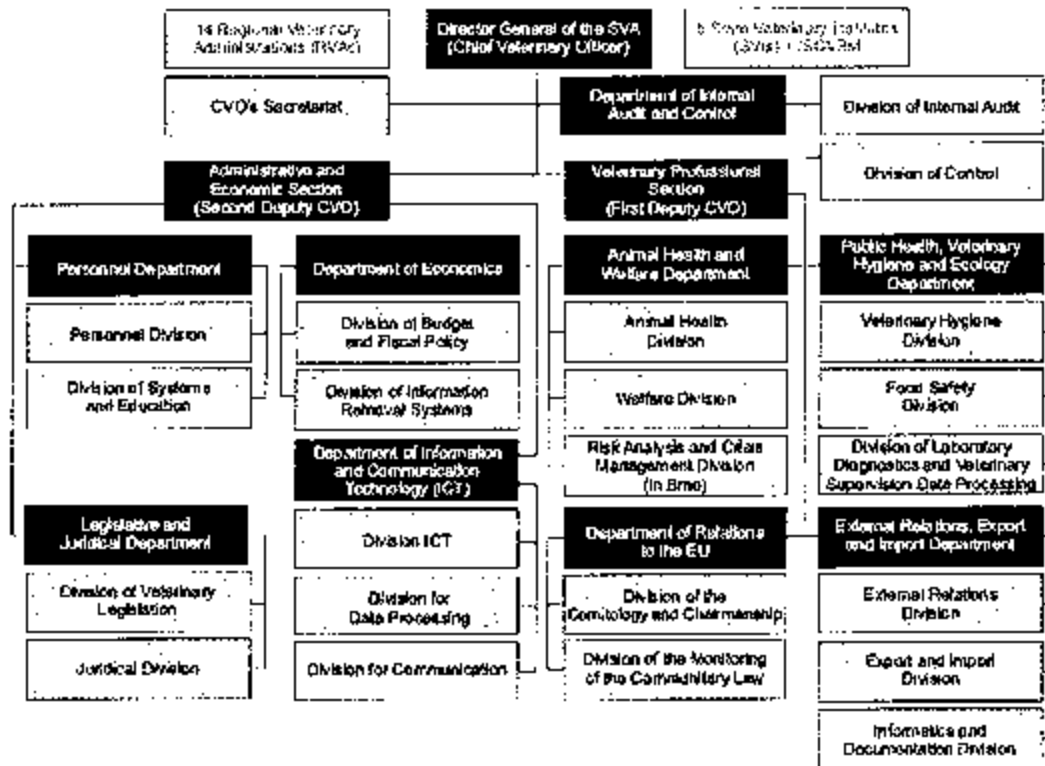 14 Regional Veterinary
Administrations (RVAs)
Director General of the SVA
(Chief Veterinary Officer)
State Veterinary Institutes
CVO's Secretariat
Department of Internal
Audit and Control
Division of Internal Audit
Division of Control
Administrative and
Economic Section
(Second Deputy CVO)
Veterinary Professional
Section
(First Deputy CVO)
Personnel Department
Department of Economics
Animal Health and
Welfare Department
Public Health, Veterinary
Hygiene and Ecology
Department
Personnel Division
Division of Budget
and Fiscal Policy
Animal Health
Division
Veterinary Hygiene
Division
Division of Systems
and Education
Division of Information
Systems
Welfare Division
Food Safety
Division
Department of Information
and Communication
Technology (ICT)
Risk Analysis and Crisis
Management Division
(in Brno)
Division of Laboratory
Diagnostics and Veterinary
Supervision Data Processing
Legislative and
Juridical Department
Division ICT
Department of Relations
to the EU
External Relations, Export
and Import Department
Division of Veterinary
Legislation
Division for
Data Processing
Division of the
Comitology and Chairmanship
External Relations
Division
Juridical Division
Division for Communication
Division of the Monitoring
of the Communitary Law
Export and Import
Division
Informatics and
Documentation Division